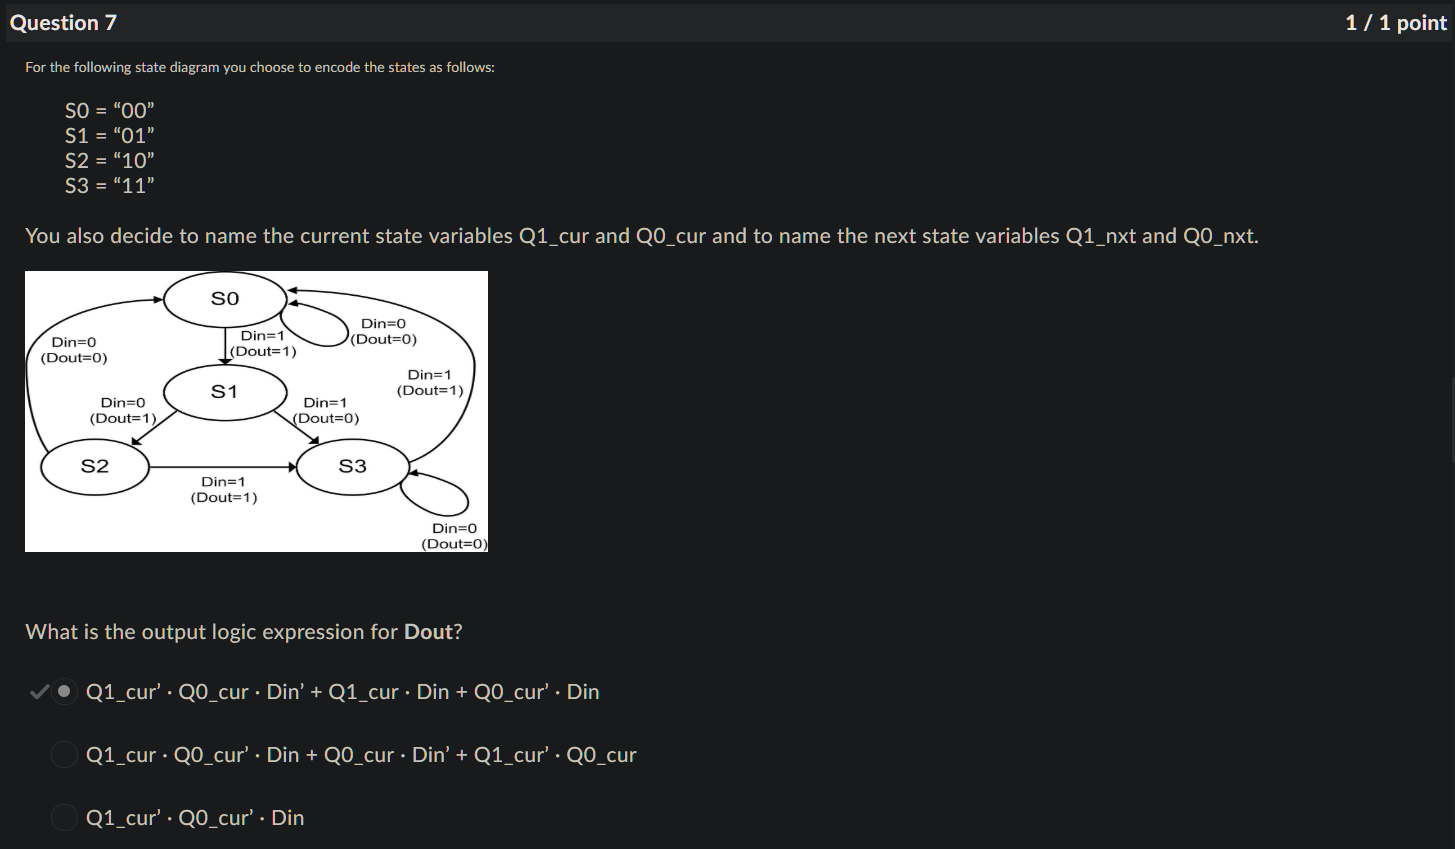 Question 7
1 / 1 point
For the following state diagram you choose to encode the states as follows:
S0 = “00”
S1 = “01”
S2 = “10”
S3 = “11”
You also decide to name the current state variables Q1_cur and Q0_cur and to name the next state variables Q1_nxt and Q0_nxt.
S0
Din=0
(Dout=0)
Din=1
(Dout=1)
Din=0
(Dout=0)
Din=1
(Dout=1)
S1
Din=0
(Dout=1)
Din=1
(Dout=0)
S2
S3
Din=1
(Dout=1)
Din=0
(Dout=0)
What is the output logic expression for Dout?
Q1_cur’ · Q0_cur · Din’ + Q1_cur · Din + Q0_cur’ · Din
Q1_cur · Q0_cur’ · Din + Q0_cur · Din’ + Q1_cur’ · Q0_cur
Q1_cur’ · Q0_cur’ · Din